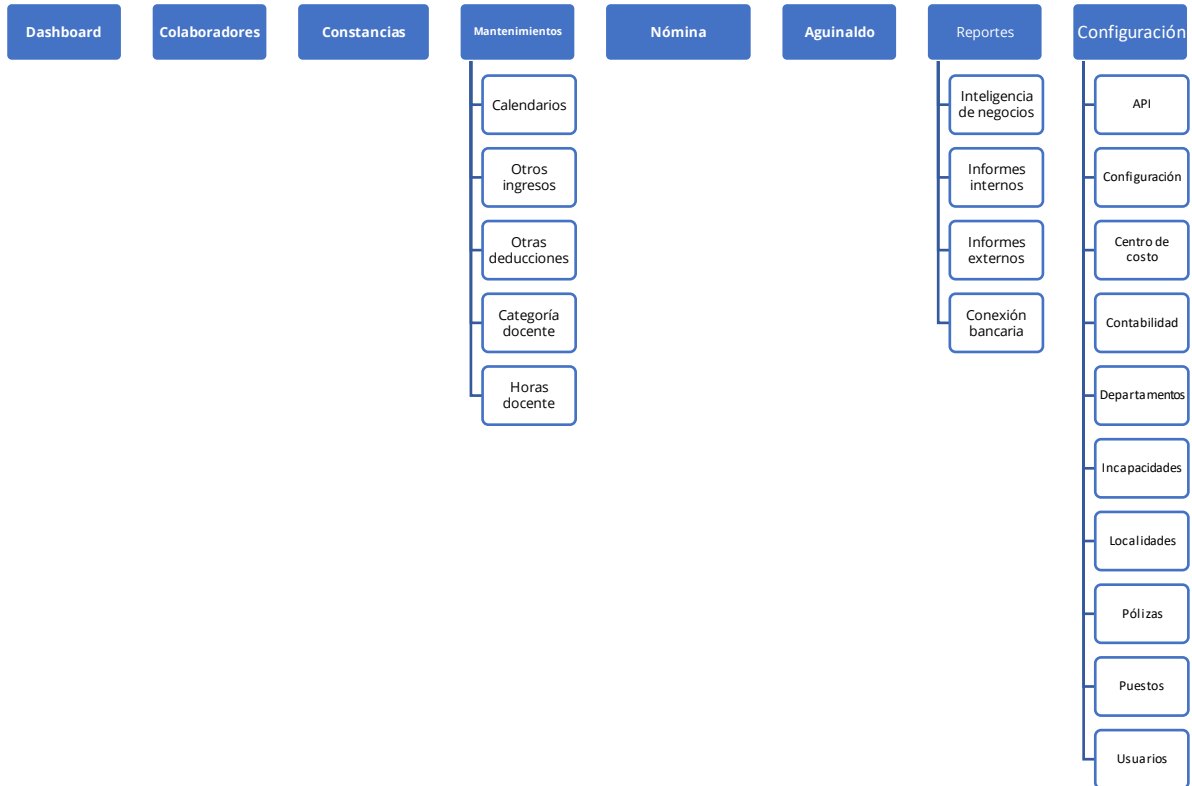 Dashboard
Colaboradores
Constancias
Mantenimientos
Nómina
Aguinaldo
Reportes
Configuración
Calendarios
Otros
ingresos
Otras
deducciones
Categoría
docente
Horas
docente
Inteligencia
de negocios
Informes
internos
Informes
externos
Conexión
bancaria
API
Configuración
Centro de
costo
Contabilidad
Departamentos
Incapacidades
Localidades
Pólizas
Puestos
Usuarios